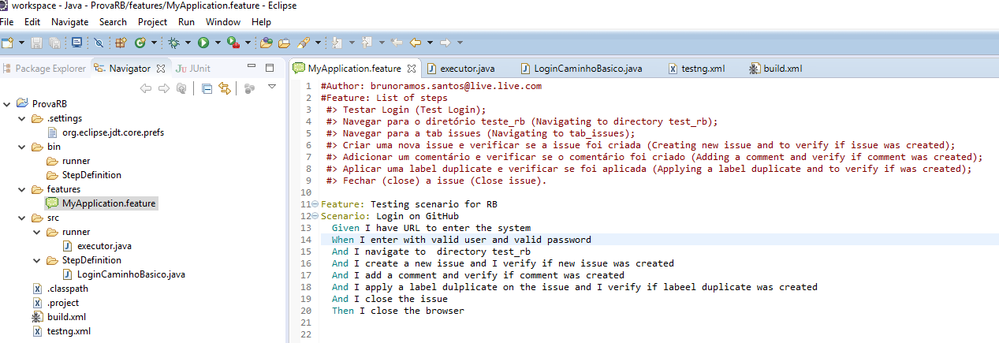 workspace - Java - ProvaRB/features/MyApplication.feature - Eclipse
File Edit Navigate Search Project Run Window Help
Package Explorer Navigator JUnit
MyApplication.feature executor.java LoginCaminhoBasico.java testng.xml build.xml
ProvaRB
.settings
org.eclipse.jdt.core.prefs
bin
runner
StepDefinition
features
MyApplication.feature
src
runner
executor.java
StepDefinition
LoginCaminhoBasico.java
.classpath
.project
build.xml
testng.xml
1 #Author: brunoramos.santos@live.live.com
2 #Feature: List of steps
3 #> Testar Login (Test Login);
4 #> Navegar para o diretório teste_rb (Navigating to directory test_rb);
5 #> Navegar para a tab issues (Navigating to tab_issues);
6 #> Criar uma nova issue e verificar se a issue foi criada (Creating new issue and to verify if issue was created);
7 #> Adicionar um comentário e verificar se o comentário foi criado (Adding a comment and verify if comment was created);
8 #> Aplicar uma label duplicate e verificar se foi aplicada (Applying a label duplicate and to verify if was created);
9 #> Fechar (close) a issue (Close issue).
10
11 Feature: Testing scenario for RB
12 Scenario: Login on GitHub
13 Given I have URL to enter the system
14 When I enter with valid user and valid password
15 And I navigate to  directory test_rb
16 And I create a new issue and I verify if new issue was created
17 And I add a comment and verify if comment was created
18 And I apply a label dulplicate on the issue and I verify if labeel duplicate was created
19 And I close the issue
20 Then I close the browser
21
22